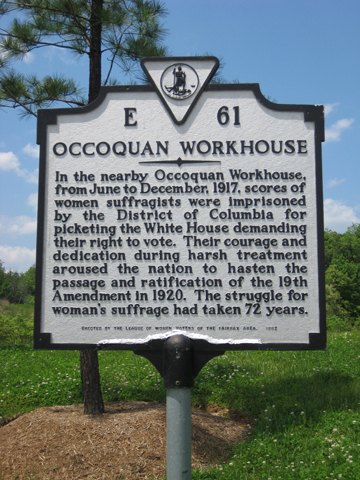 E 61
OCCOQUAN WORKHOUSE
In the nearby Occoquan Workhouse,
from June to December, 1917, scores of
women suffragists were imprisoned
by the District of Columbia for
picketing the White House demanding
their right to vote. Their courage and
dedication during harsh treatment
aroused the nation to hasten the
passage and ratification of the 19th
Amendment in 1920. The struggle for
woman's suffrage had taken 72 years.
ERECTED BY THE LEAGUE OF WOMEN VOTERS OF THE FAIRFAX AREA, 1982